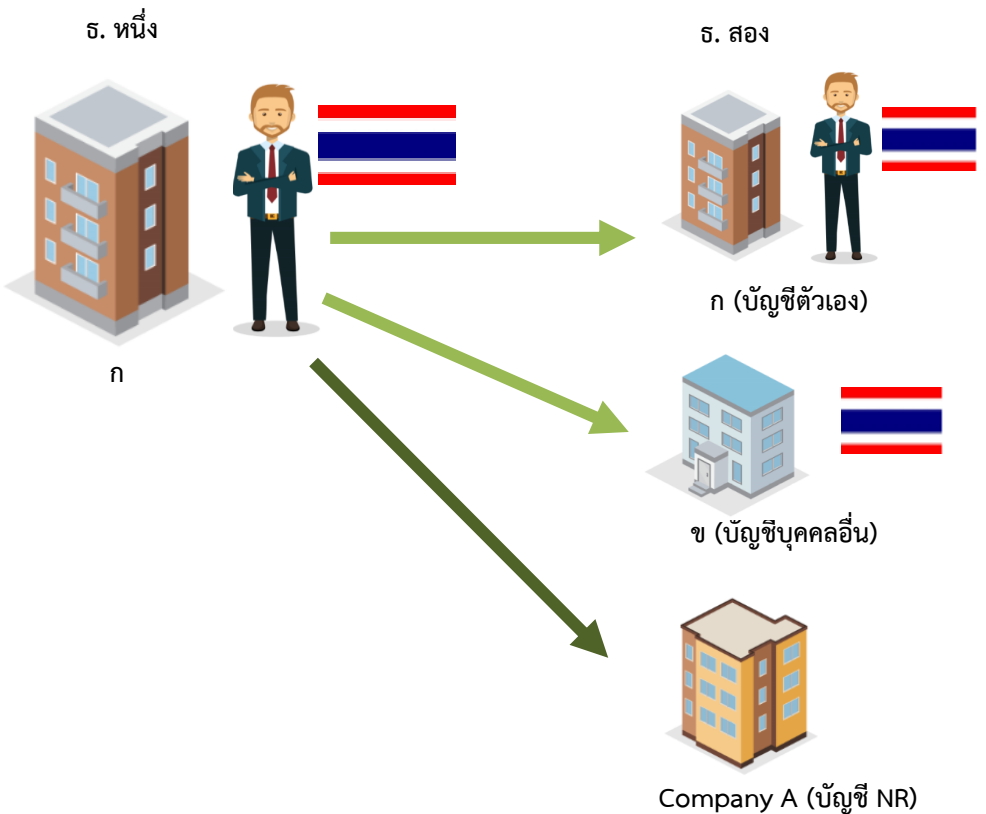 ธ. หนึ่ง
ธ. สอง
ก (บัญชีตัวเอง)
ก
ข (บัญชีบุคคลอื่น)
Company A (บัญชี NR)